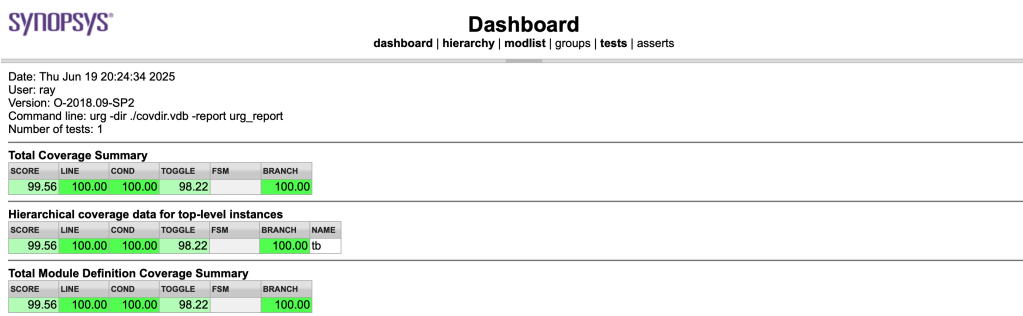 SYNOPSYS®
Dashboard
dashboard | hierarchy | modlist | groups | tests | asserts
Date: Thu Jun 19 20:24:34 2025
User: ray
Version: O-2018.09-SP2
Command line: urg -dir ./covdir.vdb -report urg_report
Number of tests: 1
Total Coverage Summary
SCORE LINE COND TOGGLE FSM BRANCH
99.56 100.00 100.00 98.22 100.00
Hierarchical coverage data for top-level instances
SCORE LINE COND TOGGLE FSM BRANCH NAME
99.56 100.00 100.00 98.22 100.00 tb
Total Module Definition Coverage Summary
SCORE LINE COND TOGGLE FSM BRANCH
99.56 100.00 100.00 98.22 100.00